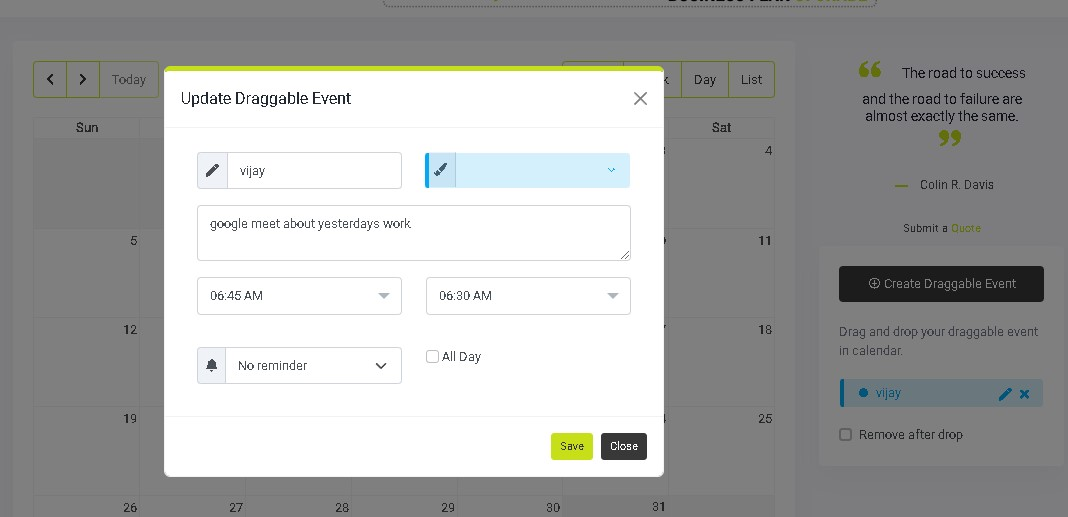 BUSINESS PLAN UPGRADE
Today
Day
List
Update Draggable Event
Sun
Sat
vijay
google meet about yesterdays work
06:45 AM
06:30 AM
No reminder
All Day
Save
Close
4
5
11
12
18
19
25
26
27
28
29
30
31
The road to success
and the road to failure are
almost exactly the same.
Colin R. Davis
Submit a Quote
Create Draggable Event
Drag and drop your draggable event
in calendar.
vijay
Remove after drop